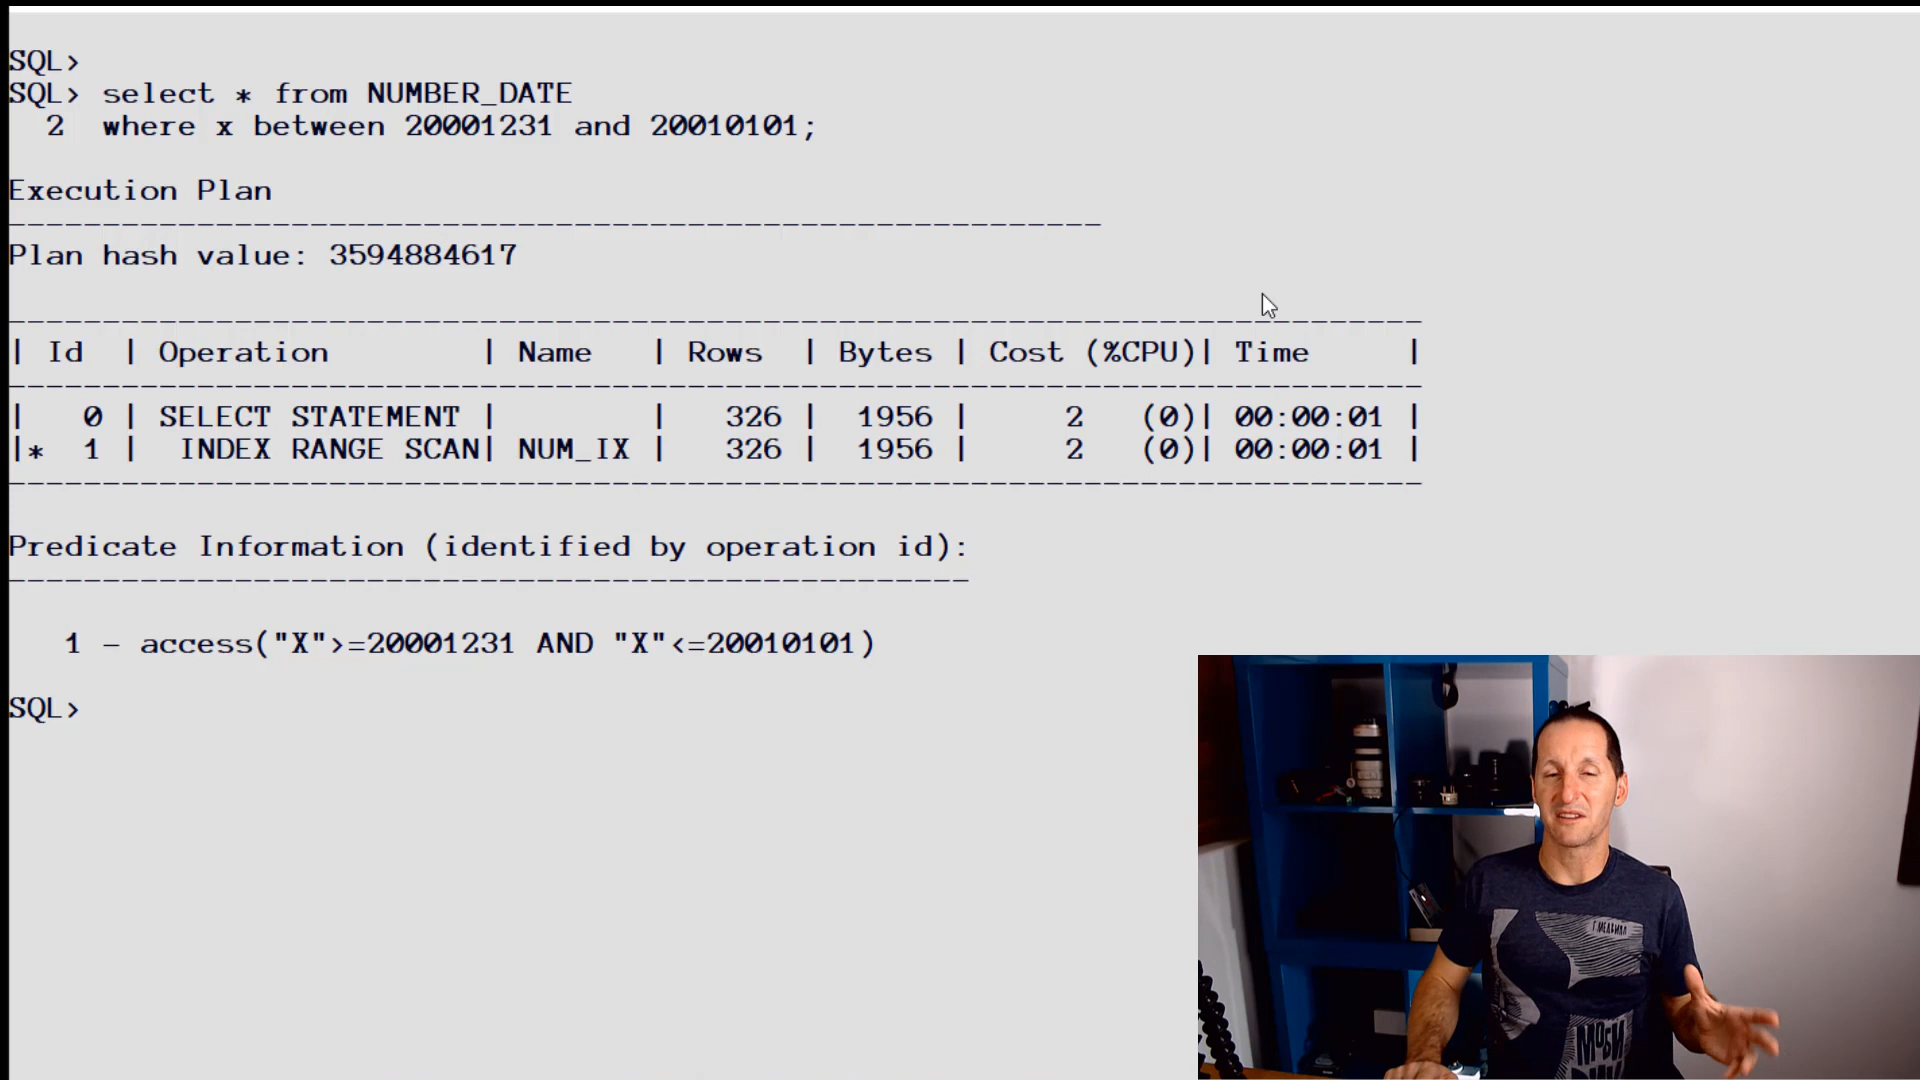 SQL>
SQL> select * from NUMBER_DATE
  2  where x between 20001231 and 20010101;
Execution Plan
----------------------------------------------------------
Plan hash value: 3594884617
---------------------------------------------------------------------------
| Id  | Operation        | Name   | Rows  | Bytes | Cost (%CPU)| Time     |
---------------------------------------------------------------------------
|   0 | SELECT STATEMENT |        |   326 |  1956 |     2   (0)| 00:00:01 |
|*  1 |  INDEX RANGE SCAN| NUM_IX |   326 |  1956 |     2   (0)| 00:00:01 |
---------------------------------------------------------------------------
Predicate Information (identified by operation id):
---------------------------------------------------
   1 - access("X">=20001231 AND "X"<=20010101)
SQL>
Г.МЕЛВИЛЛ
МОБИ